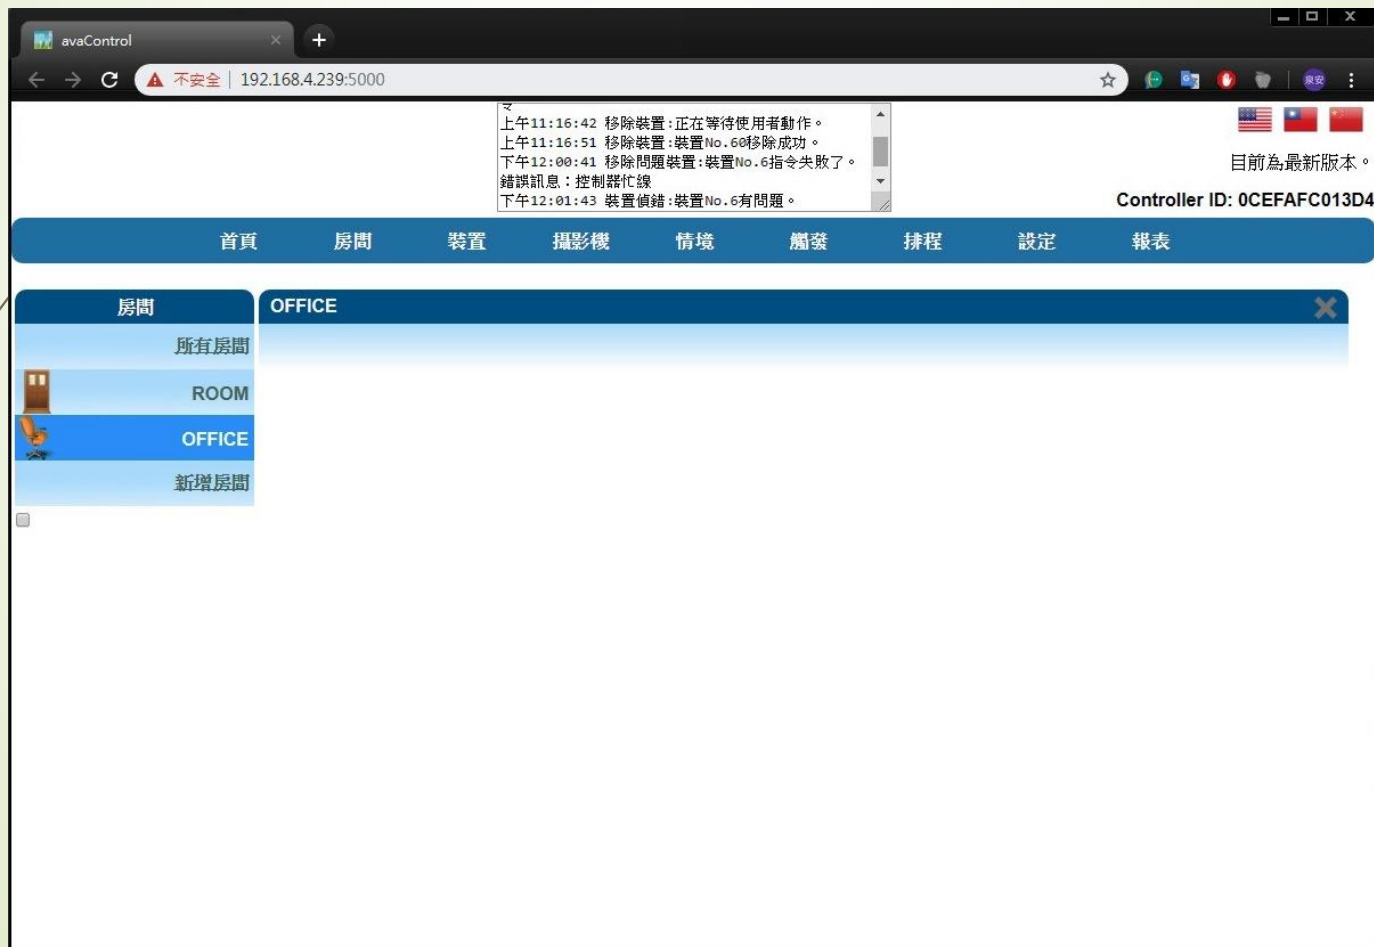 avaControl
不安全 | 192.168.4.239:5000
泉安
上午11:16:42 移除裝置:正在等待使用者動作。
上午11:16:51 移除裝置:裝置No.60移除成功。
下午12:00:41 移除問題裝置:裝置No.6指令失敗了。
錯誤訊息：控制器忙線
下午12:01:43 裝置偵錯:裝置No.6有問題。
目前為最新版本。
Controller ID: 0CEFAFC013D4
首頁 房間 裝置 攝影機 情境 觸發 排程 設定 報表
房間
OFFICE
所有房間
ROOM
OFFICE
新增房間